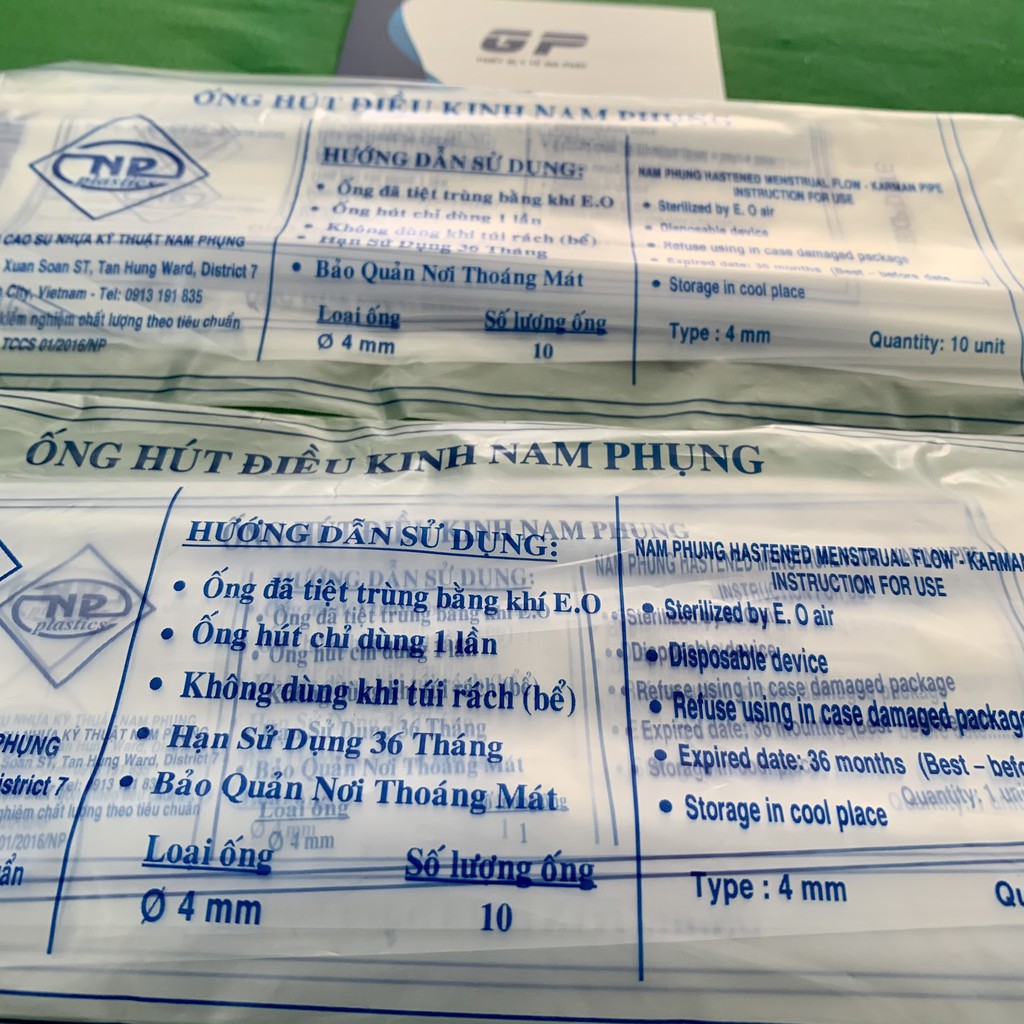 GP
ỐNG HÚT ĐIỀU KINH NAM PHỤNG
NP
plastics
CAO SU NHỰA KỸ THUẬT NAM PHỤNG
Xuan Soan ST, Tan Hung Ward, District 7
City, Vietnam - Tel: 0913 191 835
kiểm nghiệm chất lượng theo tiêu chuẩn
TCCS 01/2016/NP
HƯỚNG DẪN SỬ DỤNG:
• Ống đã tiệt trùng bằng khí E.O
• Ống hút chỉ dùng 1 lần
• Không dùng khi túi rách (bể)
• Hạn Sử Dụng 36 Tháng
• Bảo Quản Nơi Thoáng Mát
Loại ống Số lượng ống
Ø 4 mm 10
NAM PHUNG HASTENED MENSTRUAL FLOW - KARMAN PIPE
INSTRUCTION FOR USE
• Sterilized by E. O air
• Disposable device
• Refuse using in case damaged package
• Expired date: 36 months (Best - before date
• Storage in cool place
Type : 4 mm Quantity: 10 unit
ỐNG HÚT ĐIỀU KINH NAM PHỤNG
NP
plastics
PHỤNG
District 7
HƯỚNG DẪN SỬ DỤNG:
• Ống đã tiệt trùng bằng khí E.O
• Ống hút chỉ dùng 1 lần
• Không dùng khi túi rách (bể)
• Hạn Sử Dụng 36 Tháng
• Bảo Quản Nơi Thoáng Mát
Loại ống Số lượng ống
Ø 4 mm 10
NAM PHUNG HASTENED MENSTRUAL FLOW - KARMAN
INSTRUCTION FOR USE
• Sterilized by E. O air
• Disposable device
• Refuse using in case damaged package
• Expired date: 36 months (Best – befo
• Storage in cool place
Type : 4 mm Qu